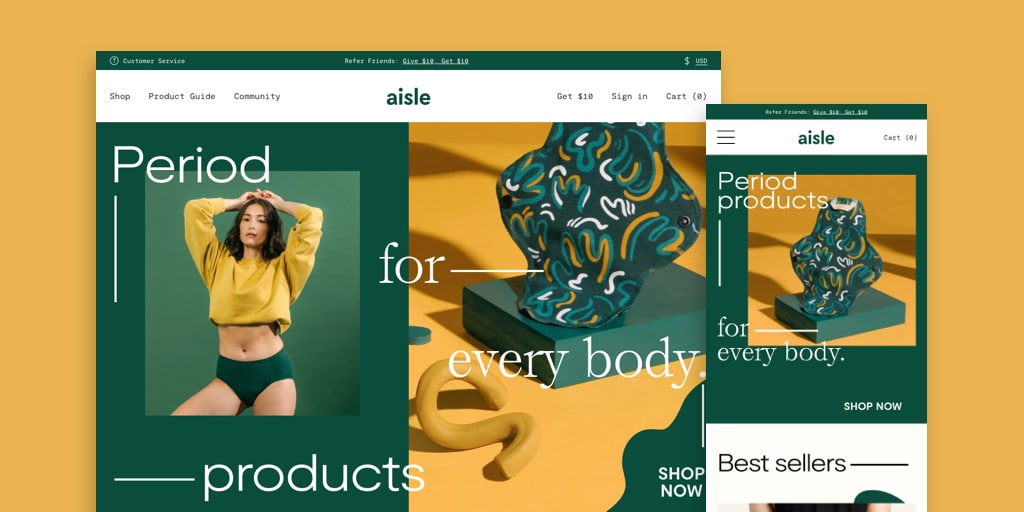 ? Customer Service
Refer Friends: Give $10, Get $10
$ USD
Shop Product Guide Community
aisle
Get $10 Sign in Cart (0)
Period
for
every body.
products
SHOP
NOW
Refer Friends: Give $10, Get $10
aisle
Cart (0)
Period
products
for
every body.
SHOP NOW
Best sellers